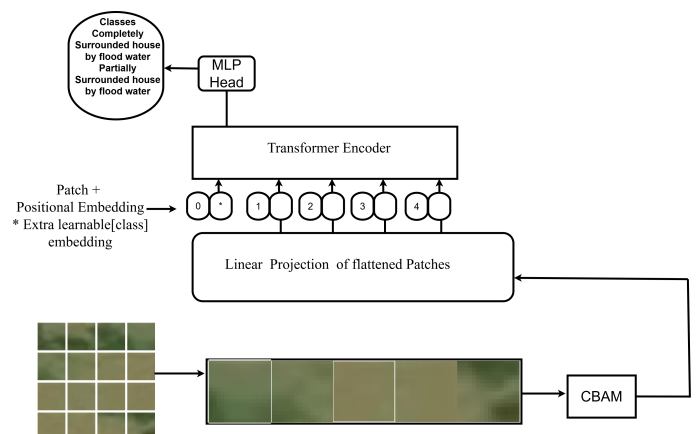 Classes
Completely
Surrounded house
by flood water
Partially
Surrounded house
by flood water
MLP
Head
Transformer Encoder
Patch +
Positional Embedding
* Extra learnable[class]
embedding
0 * 1 2 3 4
Linear Projection of flattened Patches
CBAM